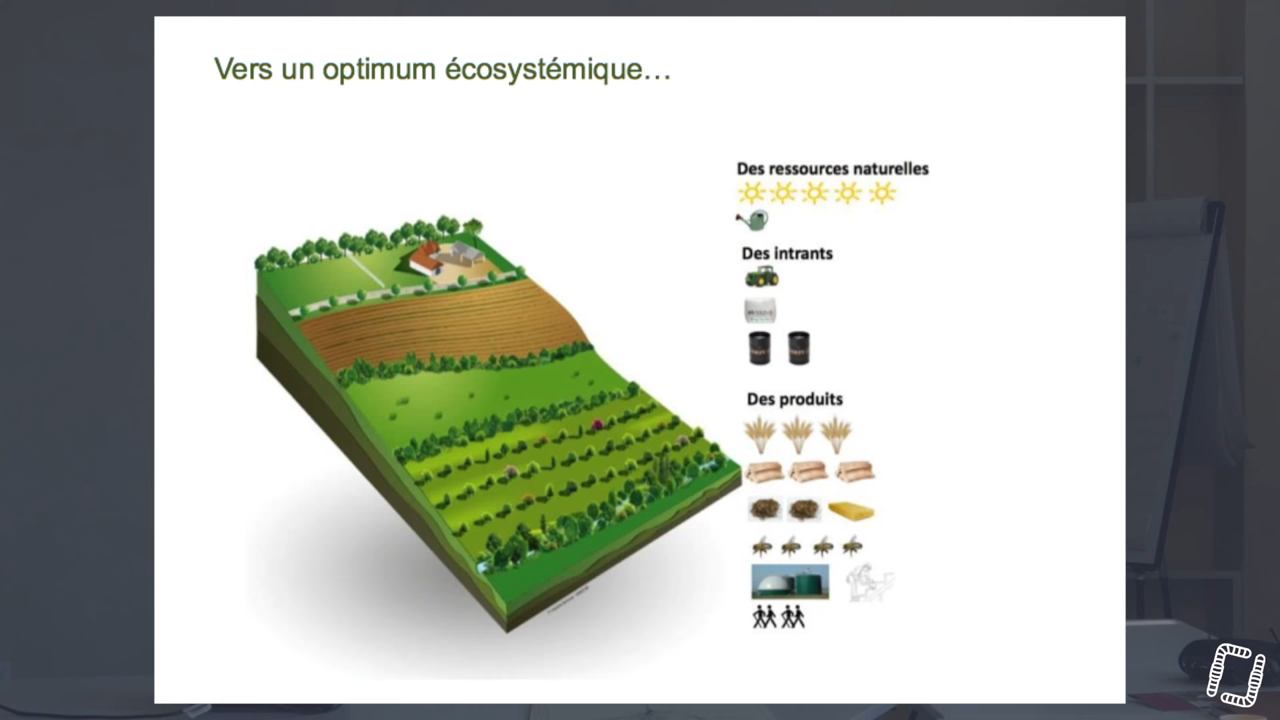 Vers un optimum écosystémique…
Des ressources naturelles
Des intrants
Des produits